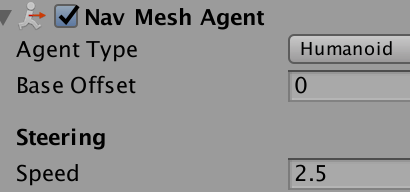 Nav Mesh Agent
Agent Type Humanoid
Base Offset 0
Steering
Speed 2.5